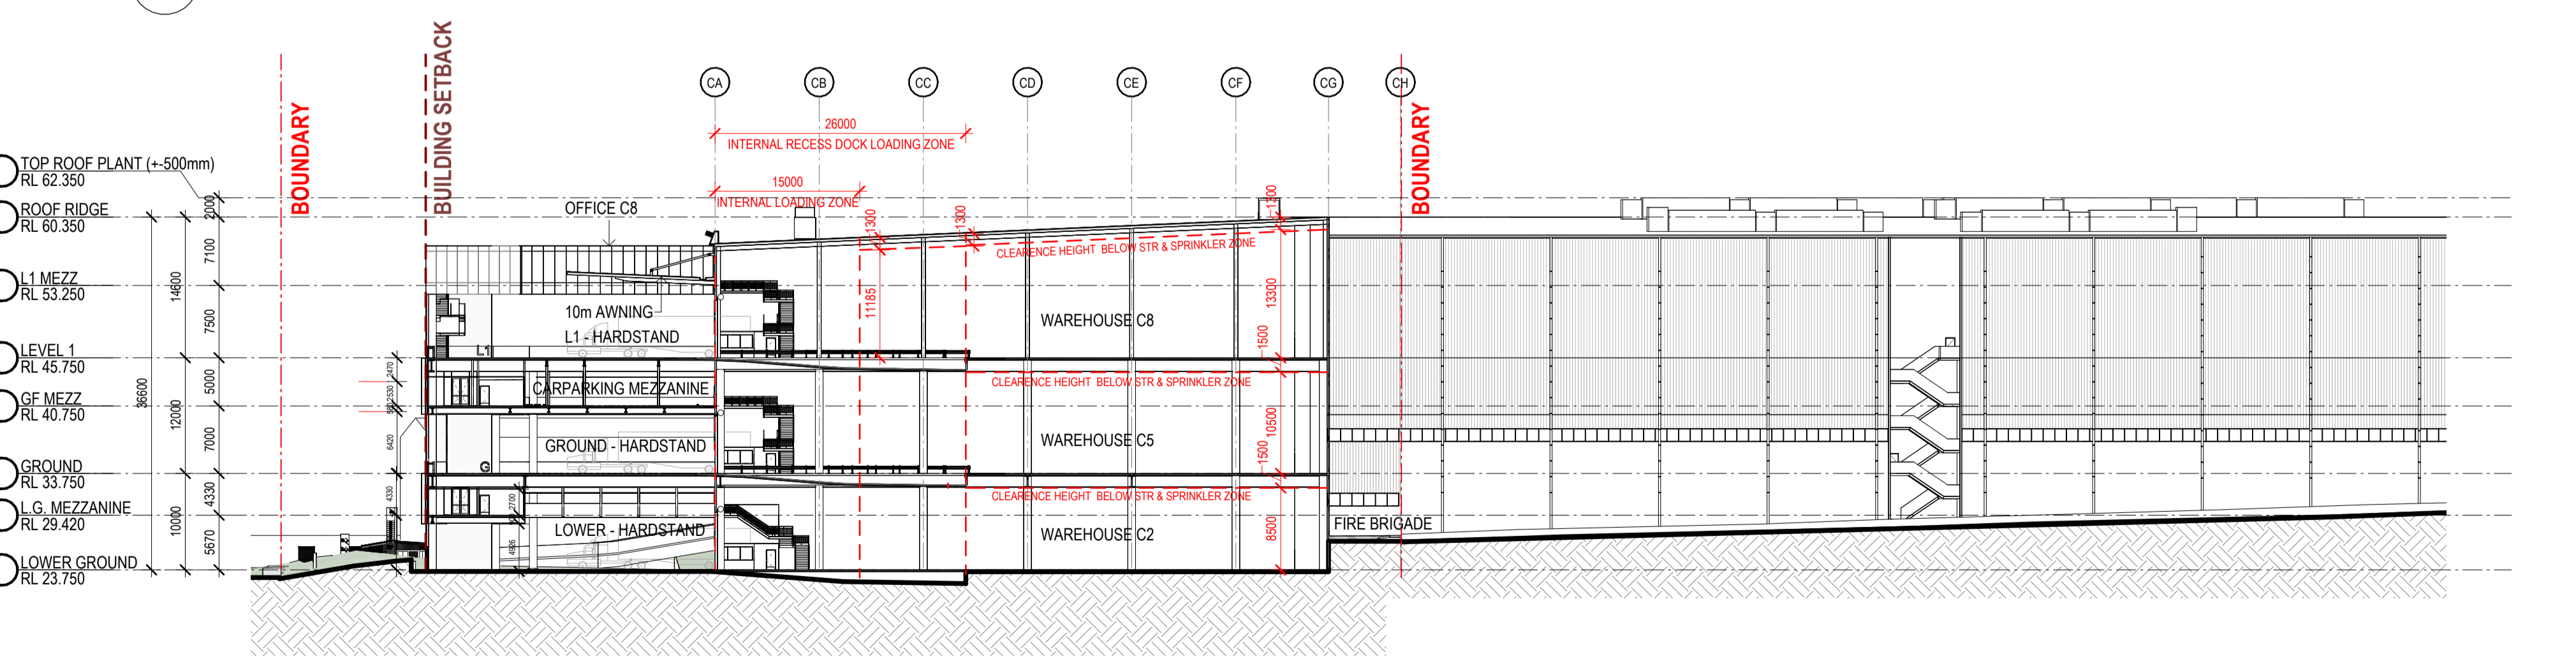 BUILDING SETBACK
BOUNDARY
BOUNDARY
CA
CB
CC
CD
CE
CF
CG
CH
26000
INTERNAL RECESS DOCK LOADING ZONE
15000
INTERNAL LOADING ZONE
TOP ROOF PLANT (+-500mm)
RL 62.350
ROOF RIDGE
RL 60.350
L1 MEZZ
RL 53.250
LEVEL 1
RL 45.750
GF MEZZ
RL 40.750
GROUND
RL 33.750
L.G. MEZZANINE
RL 29.420
LOWER GROUND
RL 23.750
36600
14600
12000
10000
2000
7100
7500
5000
7000
4330
5670
2470
2530
580
6420
4330
OFFICE C8
10m AWNING
L1 - HARDSTAND
L1
CARPARKING MEZZANINE
GROUND - HARDSTAND
G
2700
LOWER - HARDSTAND
4926
1300
1300
1300
11185
CLEARENCE HEIGHT BELOW STR & SPRINKLER ZONE
13300
WAREHOUSE C8
1500
CLEARENCE HEIGHT BELOW STR & SPRINKLER ZONE
10500
WAREHOUSE C5
1500
CLEARENCE HEIGHT BELOW STR & SPRINKLER ZONE
8500
WAREHOUSE C2
FIRE BRIGADE